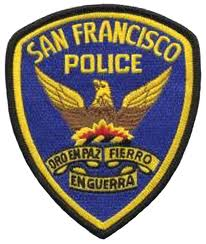 SAN FRANCISCO
POLICE
ORO EN PAZ FIERRO
EN GUERRA